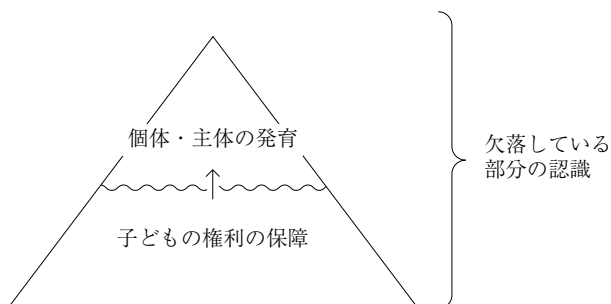 個体・主体の発育
欠落している
部分の認識
子どもの権利の保障